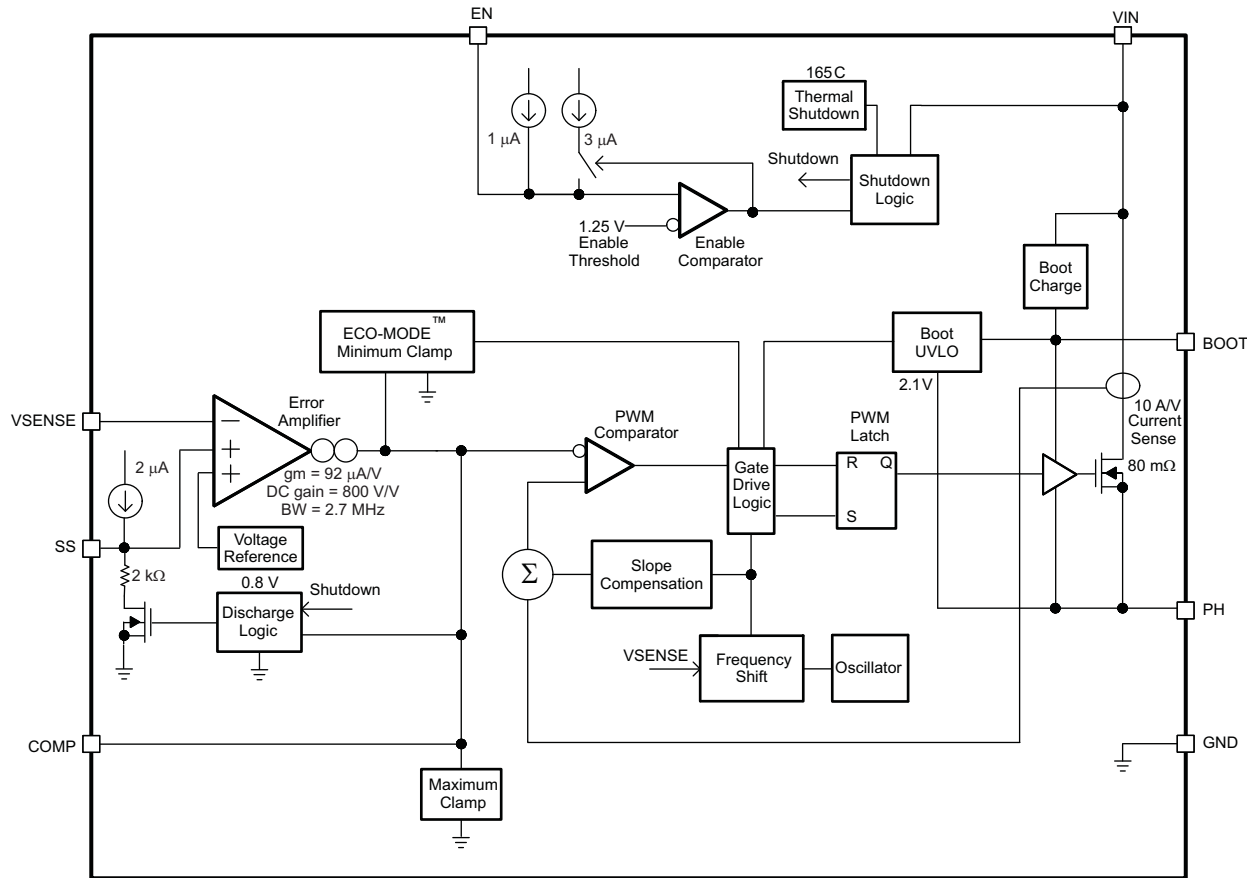 EN
VIN
165C
Thermal
Shutdown
1 μA
3 μA
Shutdown
Shutdown
Logic
1.25 V
Enable
Threshold
Enable
Comparator
Boot
Charge
ECO-MODE™
Minimum Clamp
Boot
UVLO
BOOT
2.1V
VSENSE
Error
Amplifier
PWM
Comparator
PWM
Latch
10 A/V
Current
Sense
−
+
+
gm = 92 μA/V
DC gain = 800 V/V
BW = 2.7 MHz
Gate
Drive
Logic
R
Q
S
80 mΩ
2 μA
SS
Voltage
Reference
2 kΩ
0.8 V
Shutdown
Discharge
Logic
Σ
Slope
Compensation
PH
VSENSE
Frequency
Shift
Oscillator
COMP
GND
Maximum
Clamp